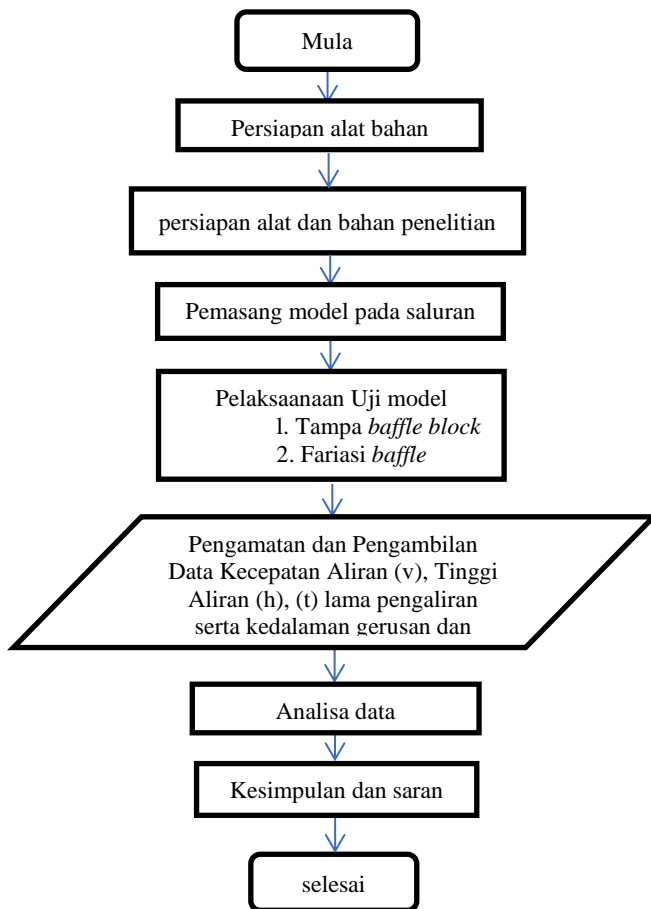 Mula
Persiapan alat bahan
persiapan alat dan bahan penelitian
Pemasang model pada saluran
Pelaksaanaan Uji model
1. Tampa baffle block
2. Fariasi baffle
Pengamatan dan Pengambilan
Data Kecepatan Aliran (v), Tinggi
Aliran (h), (t) lama pengaliran
serta kedalaman gerusan dan
Analisa data
Kesimpulan dan saran
selesai